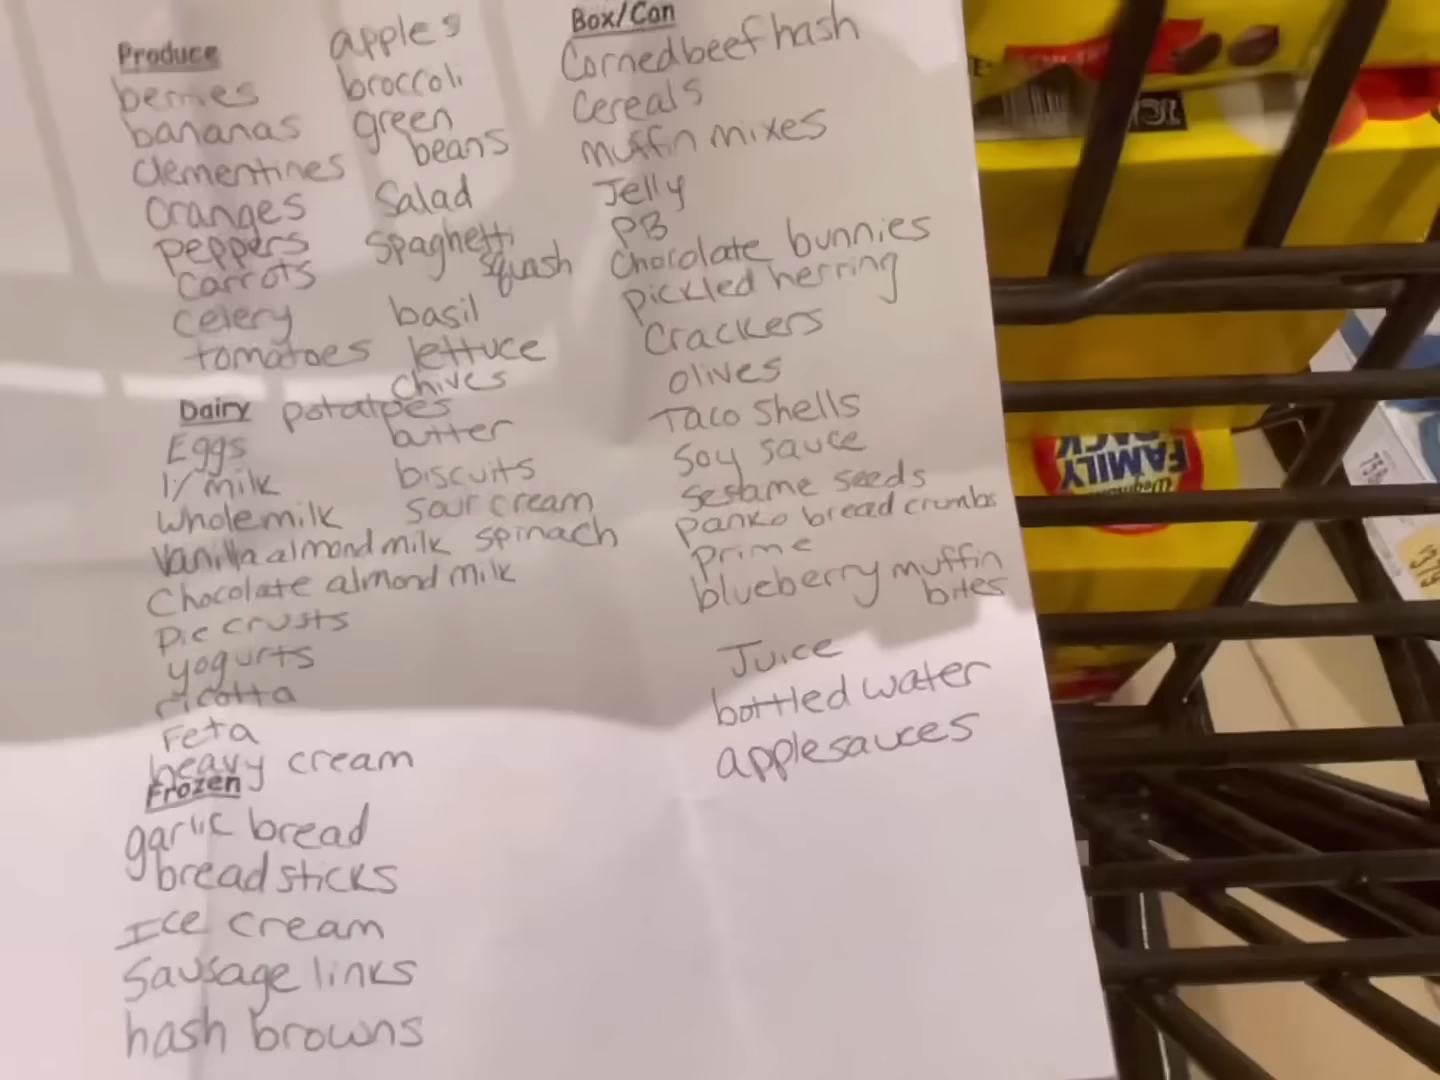 Produce
berries
bananas
Clementines
oranges
peppers
carrots
celery
tomatoes
potatoes
apples
broccoli
green
beans
Salad
Spaghetti
squash
basil
lettuce
chives
Dairy
Eggs
1% milk
whole milk
Vanilla almond milk
Chocolate almond milk
Pie crusts
yogurts
ricotta
Feta
heavy cream
butter
biscuits
sour cream
spinach
Frozen
garlic bread
bread sticks
Ice cream
Sausage links
hash browns
Box/Can
Corned beef hash
Cereals
muffin mixes
Jelly
PB
Chocolate bunnies
pickled herring
Crackers
olives
Taco Shells
Soy sauce
sesame seeds
panko bread crumbs
prime
blueberry muffin
bites
Juice
bottled water
applesauces
FAMILY
PACK
Wegmans